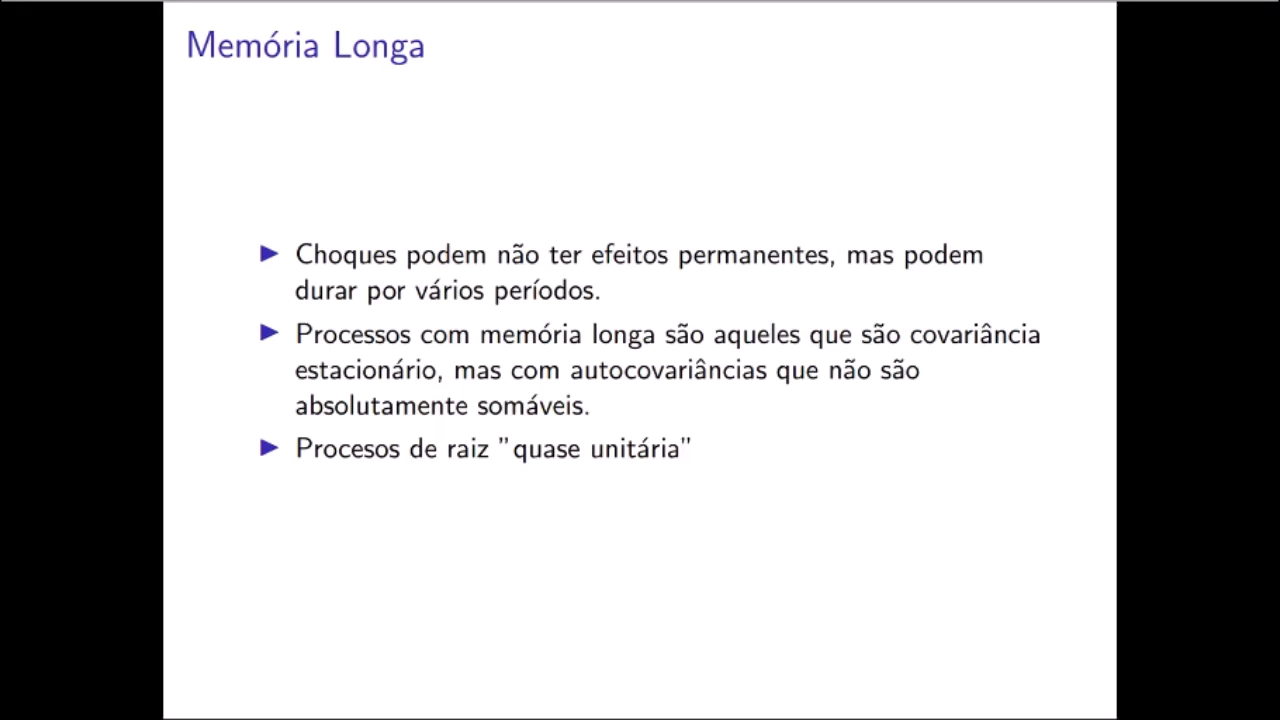 Memória Longa
Choques podem não ter efeitos permanentes, mas podem
durar por vários períodos.
Processos com memória longa são aqueles que são covariância
estacionário, mas com autocovariâncias que não são
absolutamente somáveis.
Procesos de raiz ”quase unitária”